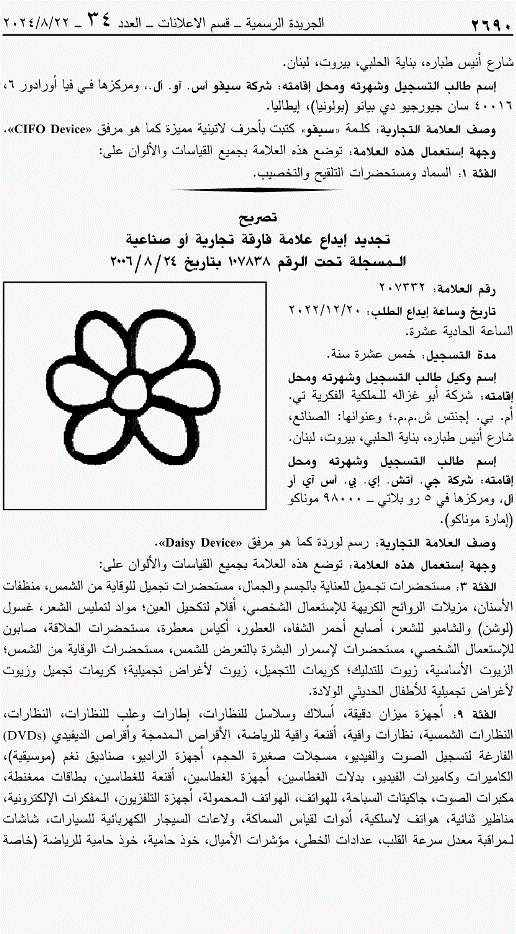 ٢٦٩٠ الجريدة الرسمية ــ قسم الاعلانات ــ العدد ٣٤ ــ ٢٠٢٤/٨/٢٢
شارع أنيس طباره، بناية الحلبي، بيروت، لبنان.
إسم طالب التسجيل وشهرته ومحل إقامته: شركة سيفو أس. آو. آل.، ومركزها في فيا أورادور ٦،
٤٠٠١٦ سان جيورجيو دي بيانو (بولونيا)، إيطاليا.
وصف العلامة التجارية: كلمة «سيفو» كتبت بأحرف لاتينية مميزة كما هو مرفق «CIFO Device».
وجهة إستعمال هذه العلامة: توضع هذه العلامة بجميع القياسات والألوان على:
الفئة ١: السماد ومستحضرات التلقيح والتخصيب.
تصريح
تجديد إيداع علامة فارقة تجارية أو صناعية
المسجلة تحت الرقم ١٠٧٨٣٨ بتاريخ ٢٠٠٦/٨/٢٤
رقم العلامة: ٢٠٧٣٣٢
تاريخ وساعة إيداع الطلب: ٢٠٢٢/١٢/٢٠
الساعة الحادية عشرة.
مدة التسجيل: خمس عشرة سنة.
إسم وكيل طالب التسجيل وشهرته ومحل
إقامته: شركة أبو غزاله للملكية الفكرية تي.
أم. بي. إجنتس ش.م.م.؛ وعنوانها: الصنائع،
شارع أنيس طباره، بناية الحلبي، بيروت، لبنان.
إسم طالب التسجيل وشهرته ومحل
إقامته: شركة جي. أتش. إي. بي. أس آي آر
آل، ومركزها في ٥ رو بلاتي ــ ٩٨٠٠٠ موناكو
(إمارة موناكو).
وصف العلامة التجارية: رسم لوردة كما هو مرفق «Daisy Device».
وجهة إستعمال هذه العلامة: توضع هذه العلامة بجميع القياسات والألوان على:
الفئة ٣: مستحضرات تجميل للعناية بالجسم والجمال، مستحضرات تجميل للوقاية من الشمس، منظفات
الأسنان، مزيلات الروائح الكريهة للإستعمال الشخصي، أقلام لتكحيل العين؛ مواد لتمليس الشعر، غسول
(لوشن) والشامبو للشعر، أصابع أحمر الشفاه، العطور، أكياس معطرة، مستحضرات الحلاقة، صابون
للإستعمال الشخصي، مستحضرات لإسمرار البشرة بالتعرض للشمس، مستحضرات الوقاية من الشمس؛
الزيوت الأساسية، زيوت للتدليك؛ كريمات للتجميل، زيوت لأغراض تجميلية؛ كريمات تجميل وزيوت
لأغراض تجميلية للأطفال الحديثي الولادة.
الفئة ٩: أجهزة ميزان دقيقة، أسلاك وسلاسل للنظارات، إطارات وعلب للنظارات، النظارات،
النظارات الشمسية، نظارات واقية، أقنعة واقية للرياضة، الأقراص المدمجة وأقراص الديفيدي (DVDs)
الفارغة لتسجيل الصوت والفيديو، مسجلات صغيرة الحجم، أجهزة الراديو، صناديق نغم (موسيقية)،
الكاميرات وكاميرات الفيديو، بدلات الغطاسين، أجهزة الغطاسين، أقنعة للغطاسين، بطاقات ممغنطة،
مكبرات الصوت، جاكيتات السباحة، للهواتف، الهواتف المحمولة، أجهزة التلفزيون، المفكرات الإلكترونية،
مناظير ثنائية، هواتف لاسلكية، أدوات لقياس السماكة، ولاعات السيجار الكهربائية للسيارات، شاشات
لمراقبة معدل سرعة القلب، عدادات الخطى، مؤشرات الأميال، خوذ حامية، خوذ حامية للرياضة (خاصة